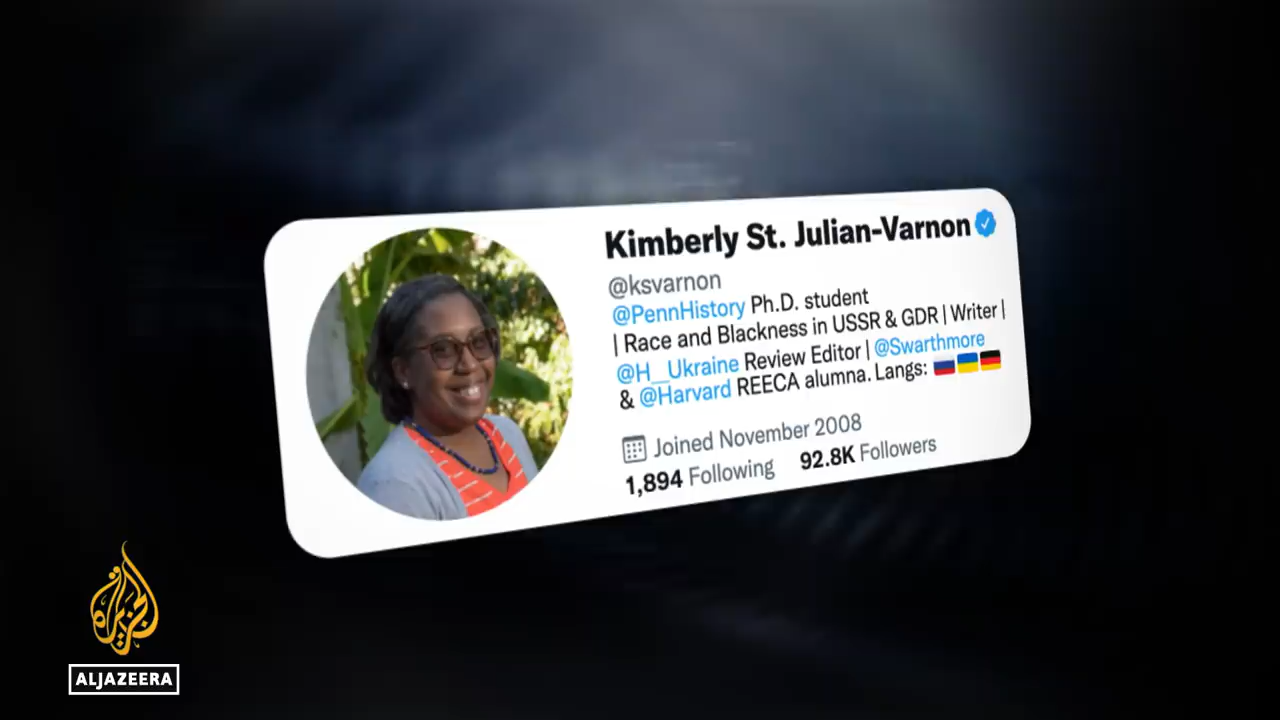 Kimberly St. Julian-Varnon
@ksvarnon
@PennHistory Ph.D. student
| Race and Blackness in USSR & GDR | Writer |
@H_Ukraine Review Editor | @Swarthmore
& @Harvard REECA alumna. Langs: 🇷🇺🇺🇦🇩🇪
Joined November 2008
1,894 Following 92.8K Followers
الجزيرة
ALJAZEERA